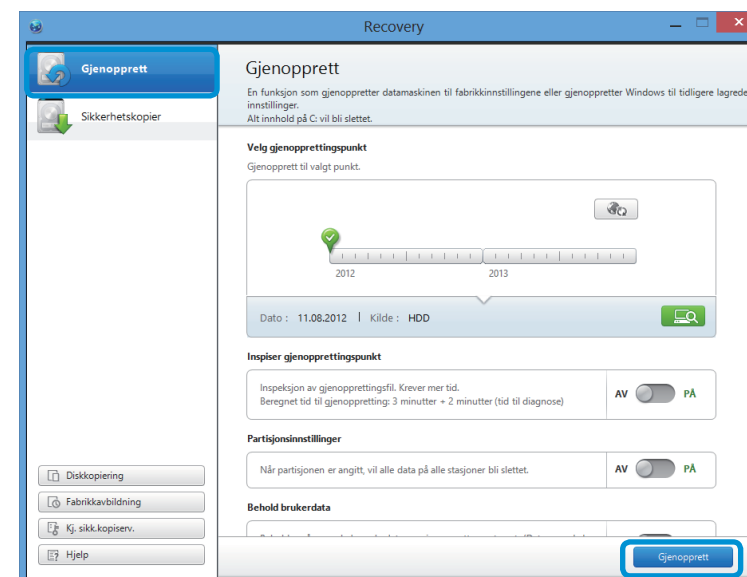 Recovery
Gjenopprett
Sikkerhetskopier
Diskkopiering
Fabrikkavbildning
Kj. sikk.kopiserv.
Hjelp
Gjenopprett
En funksjon som gjenoppretter datamaskinen til fabrikkinnstillingene eller gjenoppretter Windows til tidligere lagrede
innstillinger.
Alt innhold på C: vil bli slettet.
Velg gjenopprettingspunkt
Gjenopprett til valgt punkt.
2012 2013
Dato : 11.08.2012 | Kilde : HDD
Inspiser gjenopprettingspunkt
Inspeksjon av gjenopprettingsfil. Krever mer tid.
Beregnet tid til gjenoppretting: 3 minutter + 2 minutter (tid til diagnose)
AV PÅ
Partisjonsinnstillinger
Når partisjonen er angitt, vil alle data på alle stasjoner bli slettet.
AV PÅ
Behold brukerdata
Gjenopprett